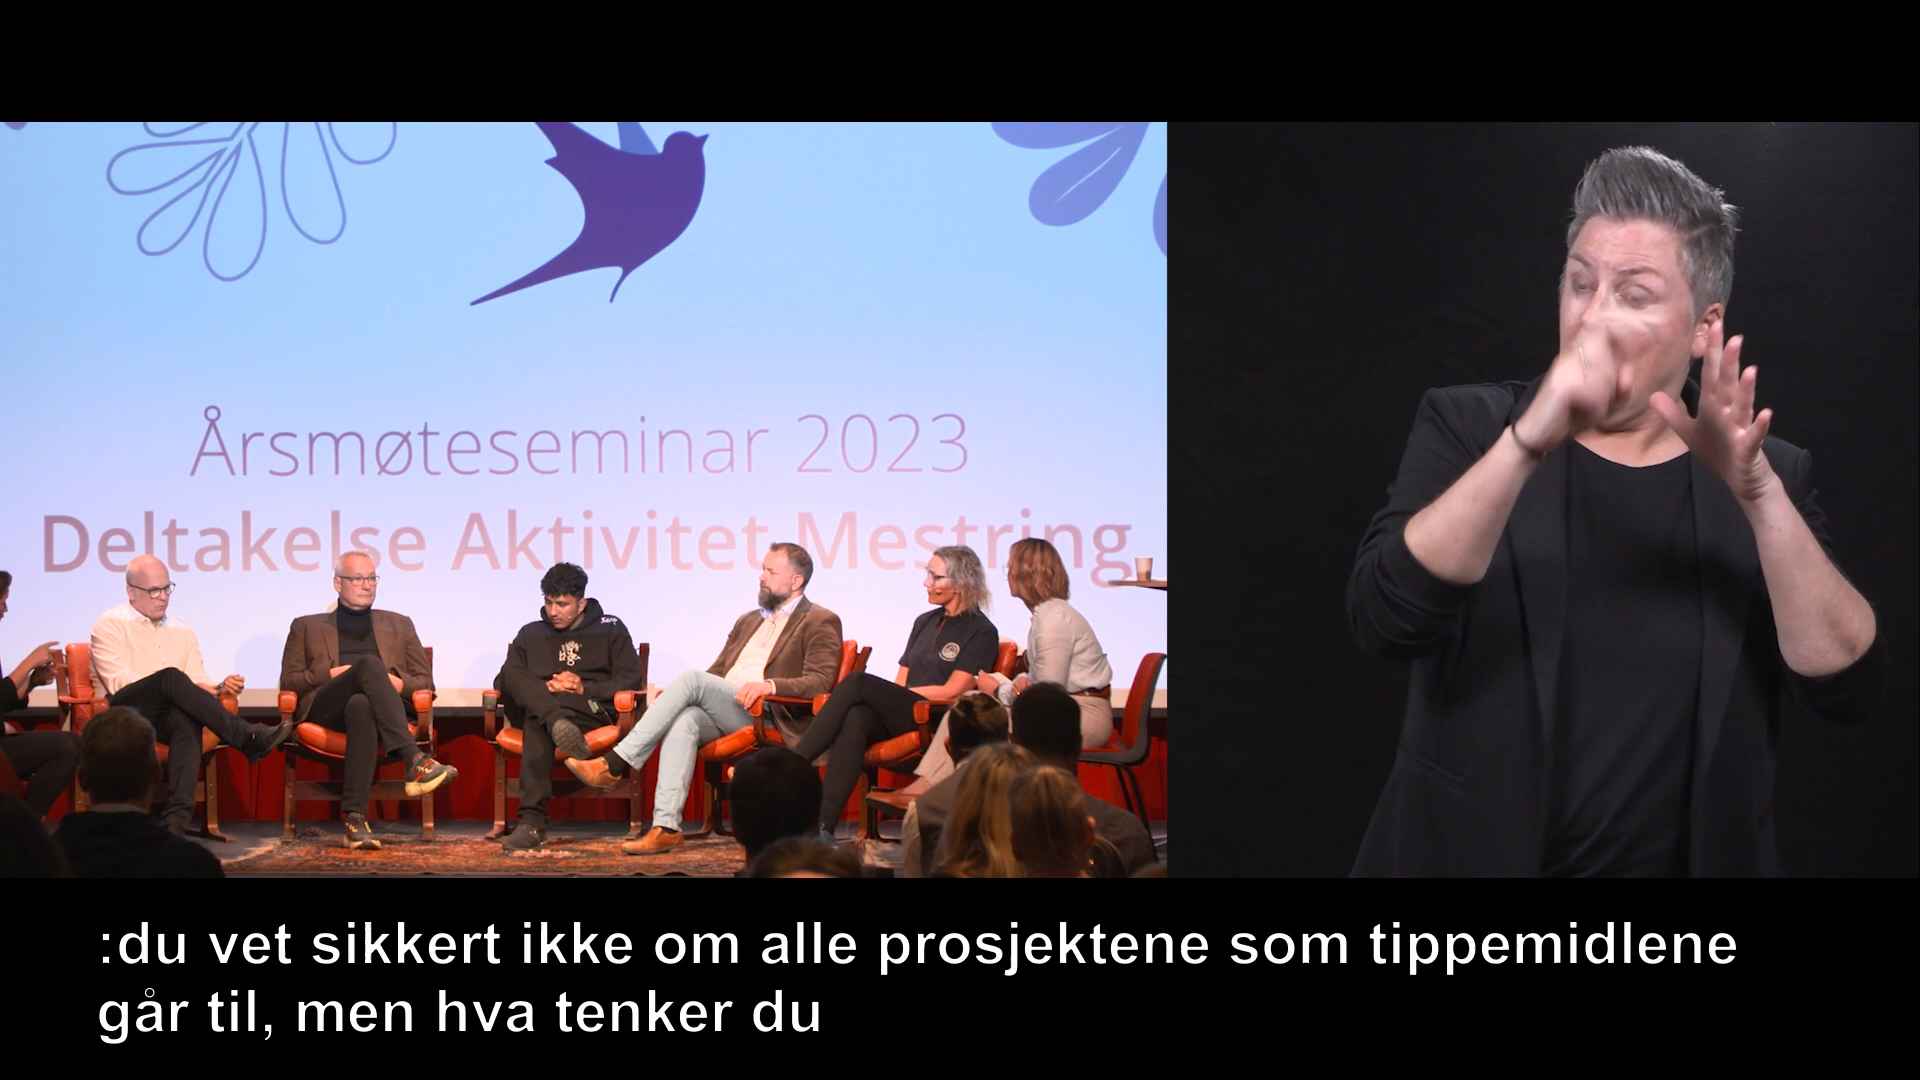 Årsmøteseminar 2023
Deltakelse Aktivitet Mestring
:du vet sikkert ikke om alle prosjektene som tippemidlene
går til, men hva tenker du